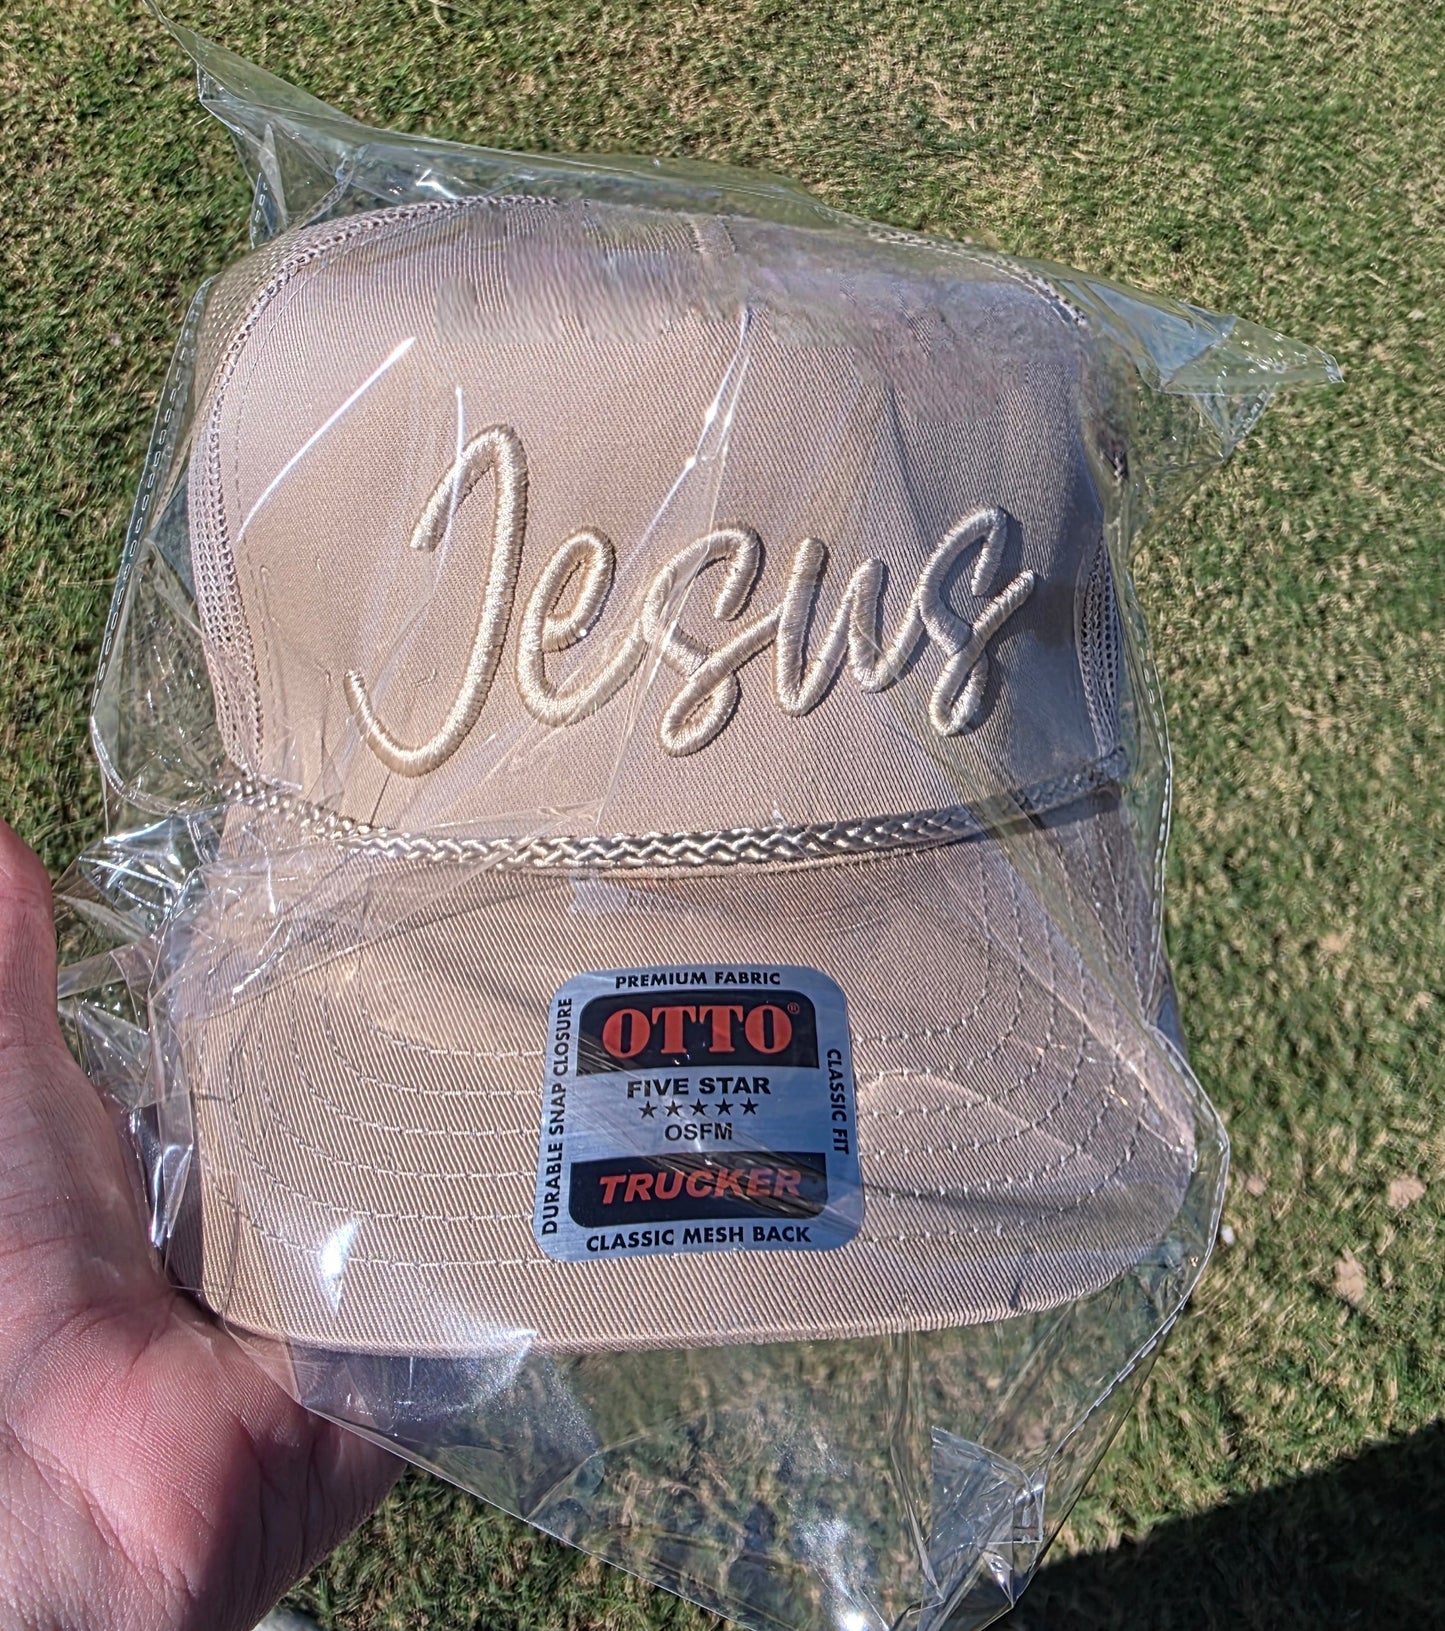 Jesus
PREMIUM FABRIC
OTTO®
DURABLE SNAP CLOSURE
CLASSIC FIT
FIVE STAR
★★★★★
OSFM
TRUCKER
CLASSIC MESH BACK